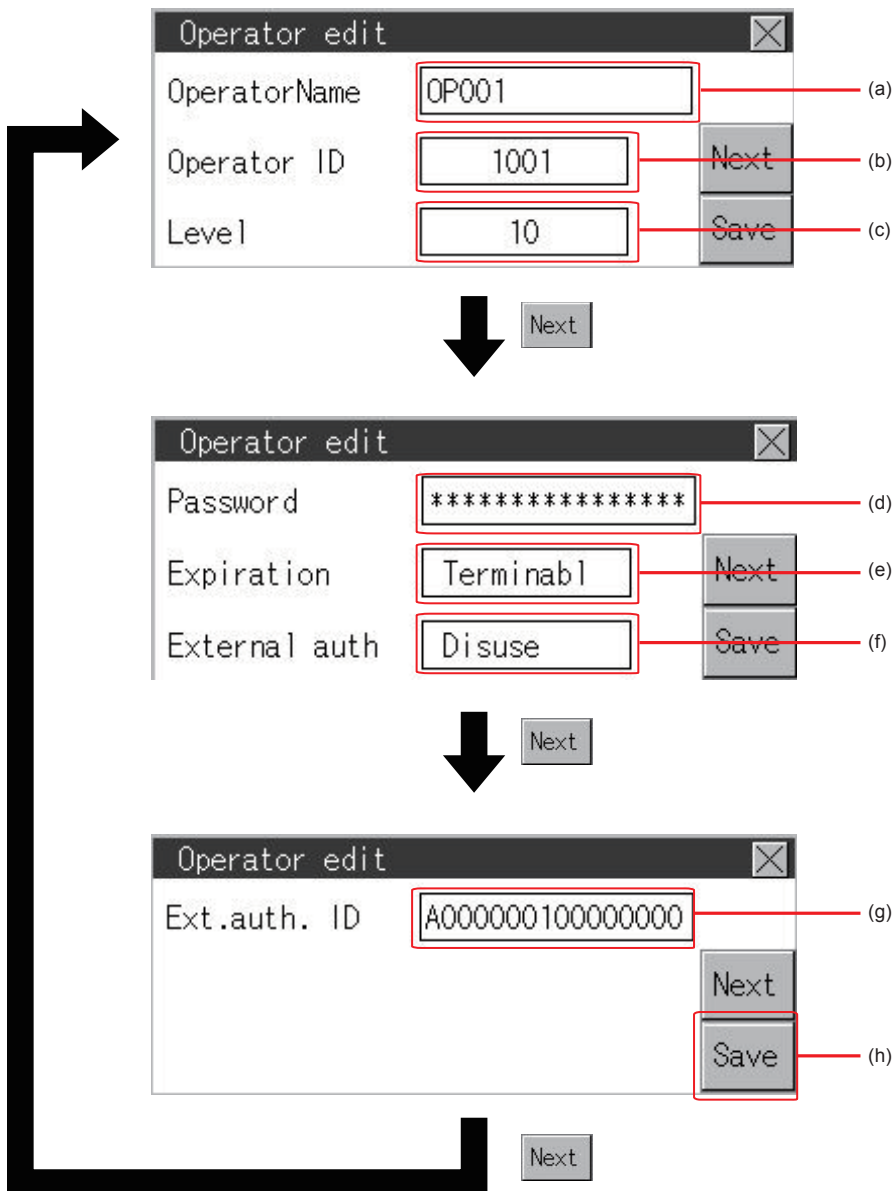 Operator edit
OperatorName OP001 (a)
Operator ID 1001 Next (b)
Level 10 Save (c)
Next
Operator edit
Password **************** (d)
Expiration Terminabl Next (e)
External auth Disuse Save (f)
Next
Operator edit
Ext.auth. ID A000000100000000 (g)
Next
Save (h)
Next